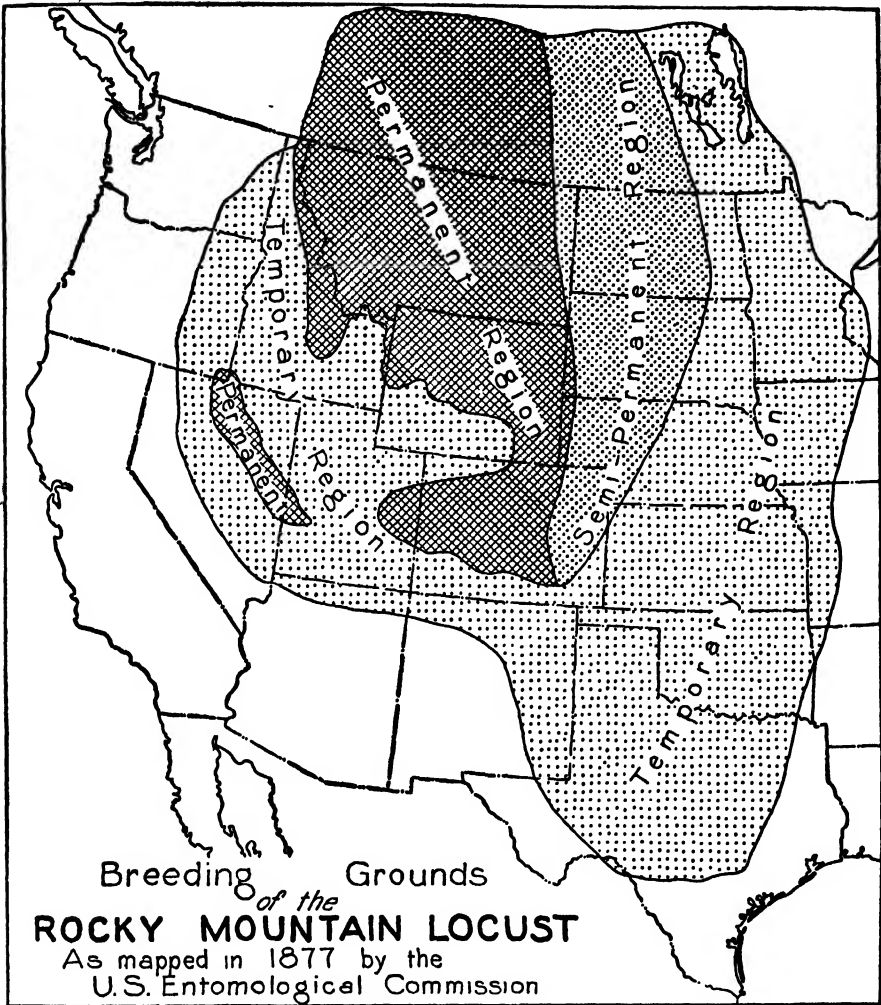 Permanent Region
Semi-Permanent Region
Temporary Region
Permanent
Temporary Region
Breeding Grounds
of the
ROCKY MOUNTAIN LOCUST
As mapped in 1877 by the
U.S. Entomological Commission